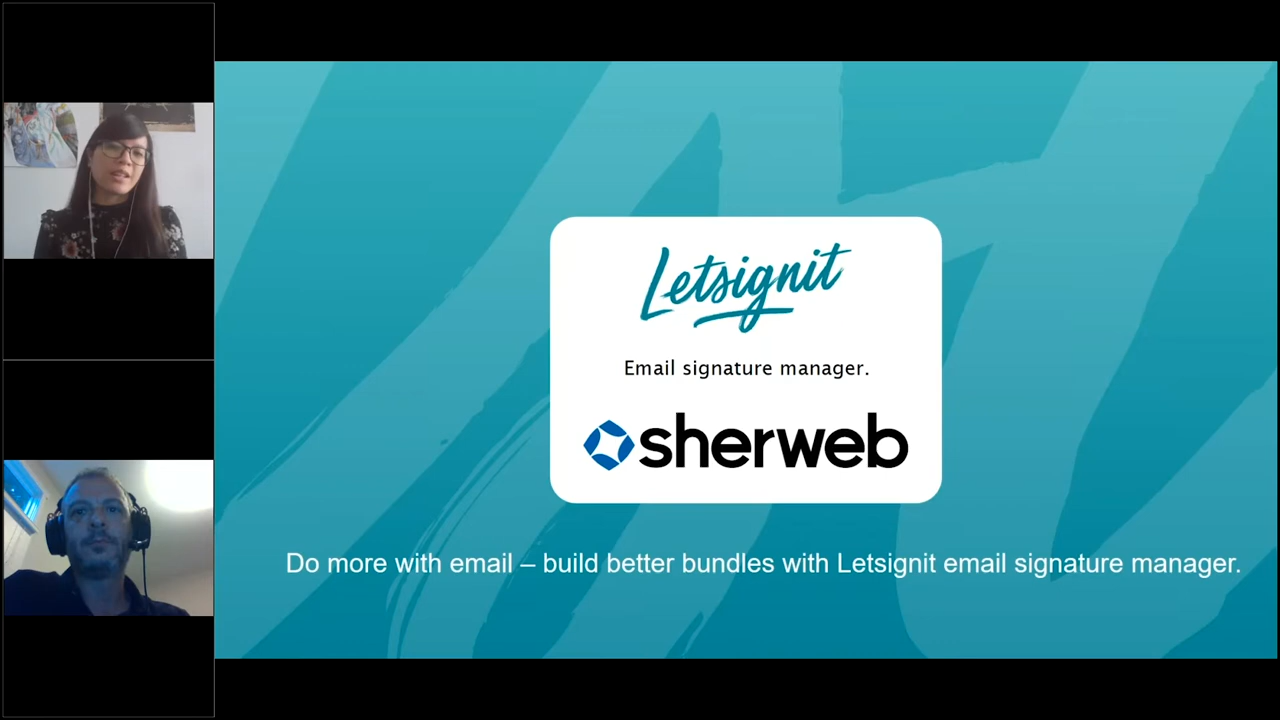 Letsignit
Email signature manager.
sherweb
Do more with email – build better bundles with Letsignit email signature manager.